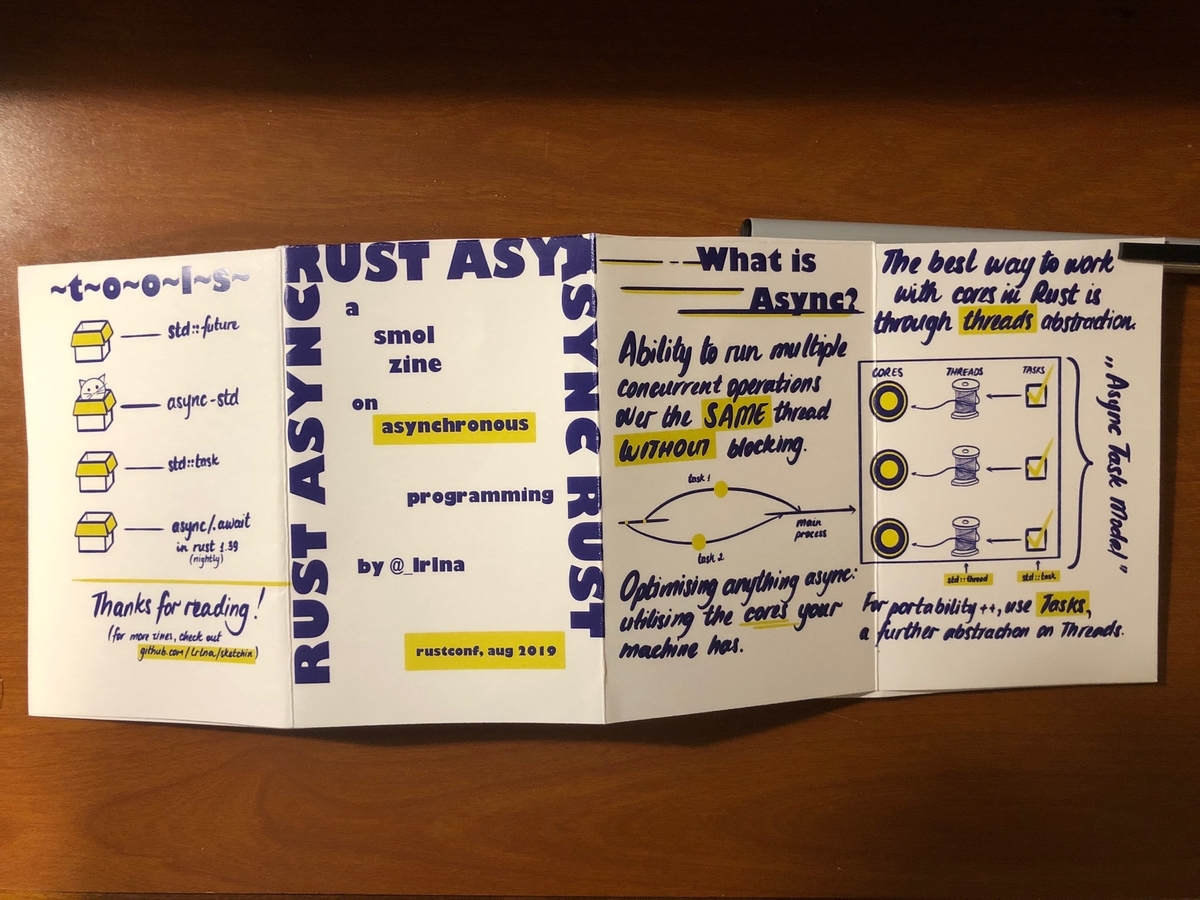 ~t~o~o~l~s~
std::future
async-std
std::task
async/.await
in rust 1.39
(nightly)
Thanks for reading!
(for more zines, check out
github.com/lrlna/sketchin)
RUST ASYNC
RUST ASY
ASYNC RUST
a
smol
zine
on
asynchronous
programming
by @_lrlna
rustconf, aug 2019
What is
Async?
Ability to run multiple
concurrent operations
over the SAME thread
WITHOUT blocking.
task 1
main
process
task 2
Optimising anything async:
utilising the cores your
machine has.
The best way to work
with cores in Rust is
through threads abstraction.
CORES THREADS TASKS
std::thread std::task
„Async Task Model"
For portability ++, use Tasks,
a further abstraction on Threads.